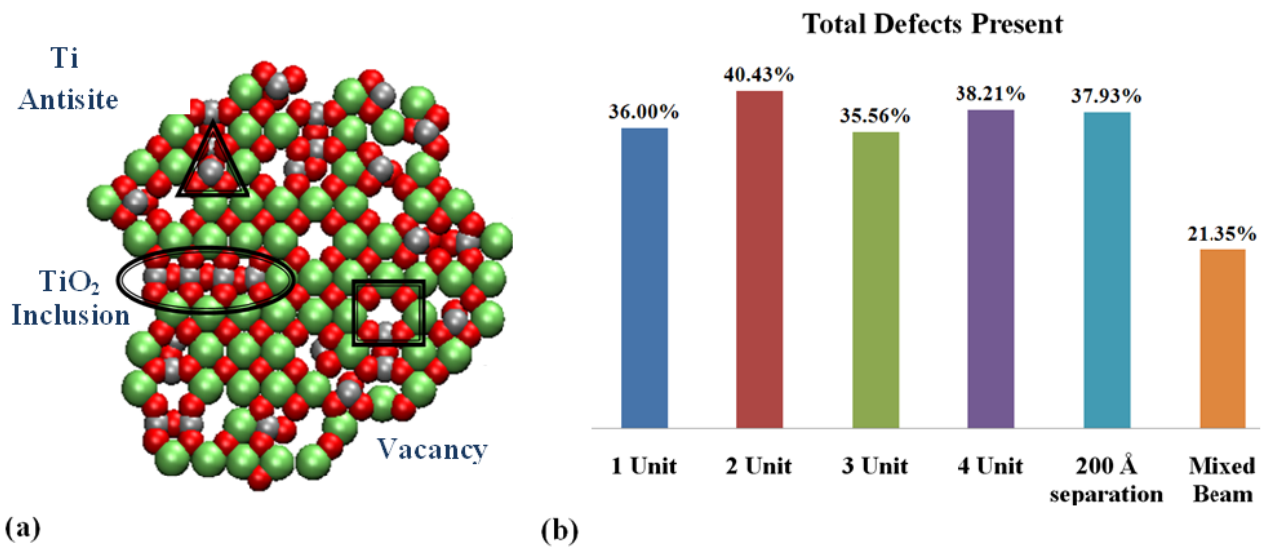 Ti
Antisite
TiO₂
Inclusion
Vacancy
(a)
Total Defects Present
36.00%
40.43%
35.56%
38.21%
37.93%
21.35%
1 Unit
2 Unit
3 Unit
4 Unit
200 Å
separation
Mixed
Beam
(b)